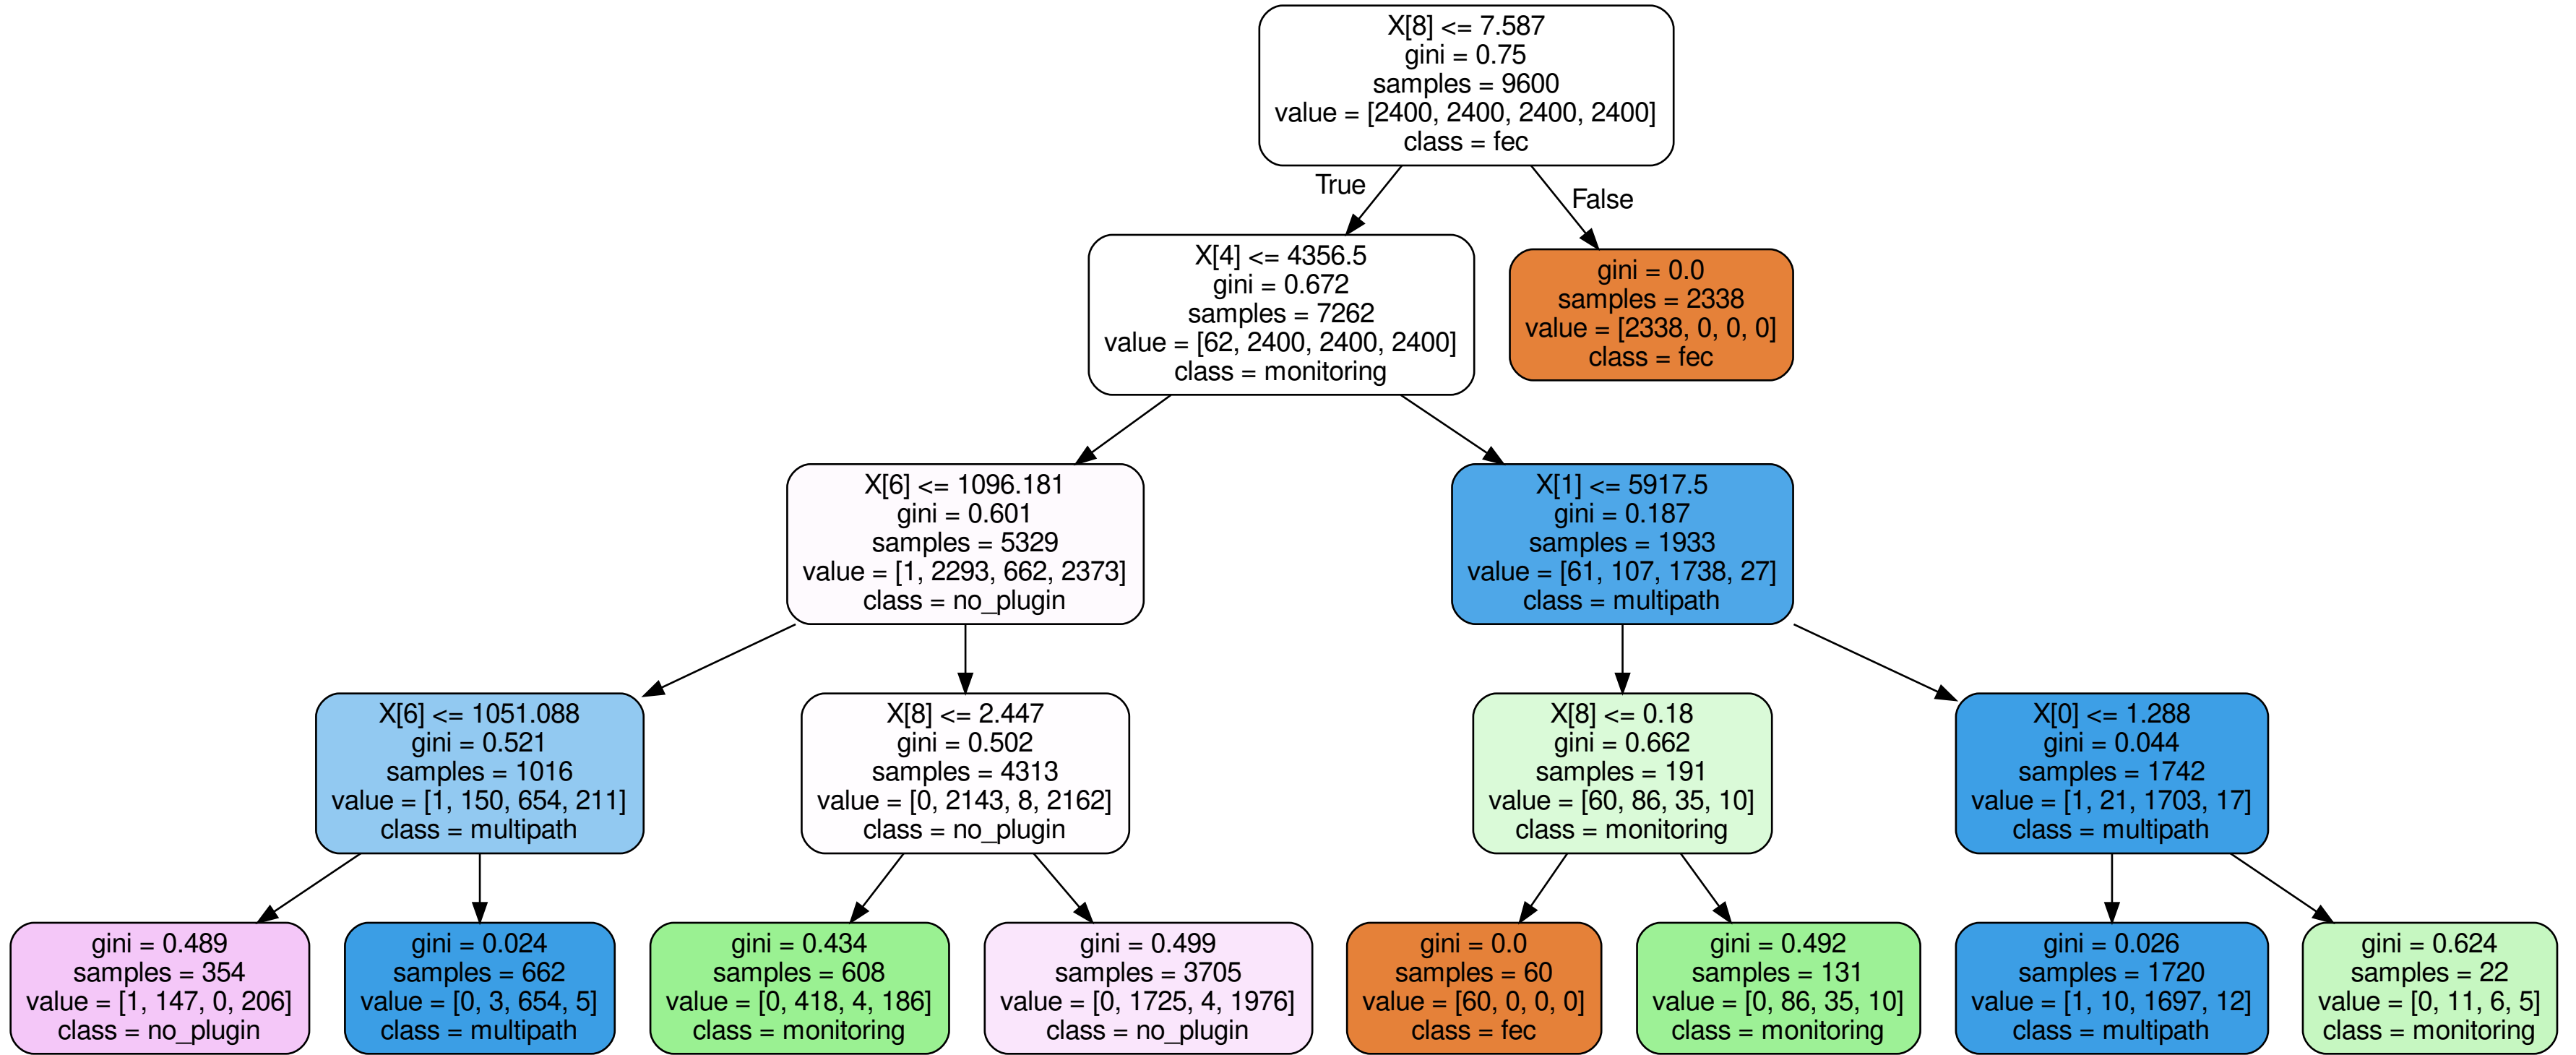 X[8] <= 7.587
gini = 0.75
samples = 9600
value = [2400, 2400, 2400, 2400]
class = fec
True
False
X[4] <= 4356.5
gini = 0.672
samples = 7262
value = [62, 2400, 2400, 2400]
class = monitoring
gini = 0.0
samples = 2338
value = [2338, 0, 0, 0]
class = fec
X[6] <= 1096.181
gini = 0.601
samples = 5329
value = [1, 2293, 662, 2373]
class = no_plugin
X[1] <= 5917.5
gini = 0.187
samples = 1933
value = [61, 107, 1738, 27]
class = multipath
X[6] <= 1051.088
gini = 0.521
samples = 1016
value = [1, 150, 654, 211]
class = multipath
X[8] <= 2.447
gini = 0.502
samples = 4313
value = [0, 2143, 8, 2162]
class = no_plugin
X[8] <= 0.18
gini = 0.662
samples = 191
value = [60, 86, 35, 10]
class = monitoring
X[0] <= 1.288
gini = 0.044
samples = 1742
value = [1, 21, 1703, 17]
class = multipath
gini = 0.489
samples = 354
value = [1, 147, 0, 206]
class = no_plugin
gini = 0.024
samples = 662
value = [0, 3, 654, 5]
class = multipath
gini = 0.434
samples = 608
value = [0, 418, 4, 186]
class = monitoring
gini = 0.499
samples = 3705
value = [0, 1725, 4, 1976]
class = no_plugin
gini = 0.0
samples = 60
value = [60, 0, 0, 0]
class = fec
gini = 0.492
samples = 131
value = [0, 86, 35, 10]
class = monitoring
gini = 0.026
samples = 1720
value = [1, 10, 1697, 12]
class = multipath
gini = 0.624
samples = 22
value = [0, 11, 6, 5]
class = monitoring